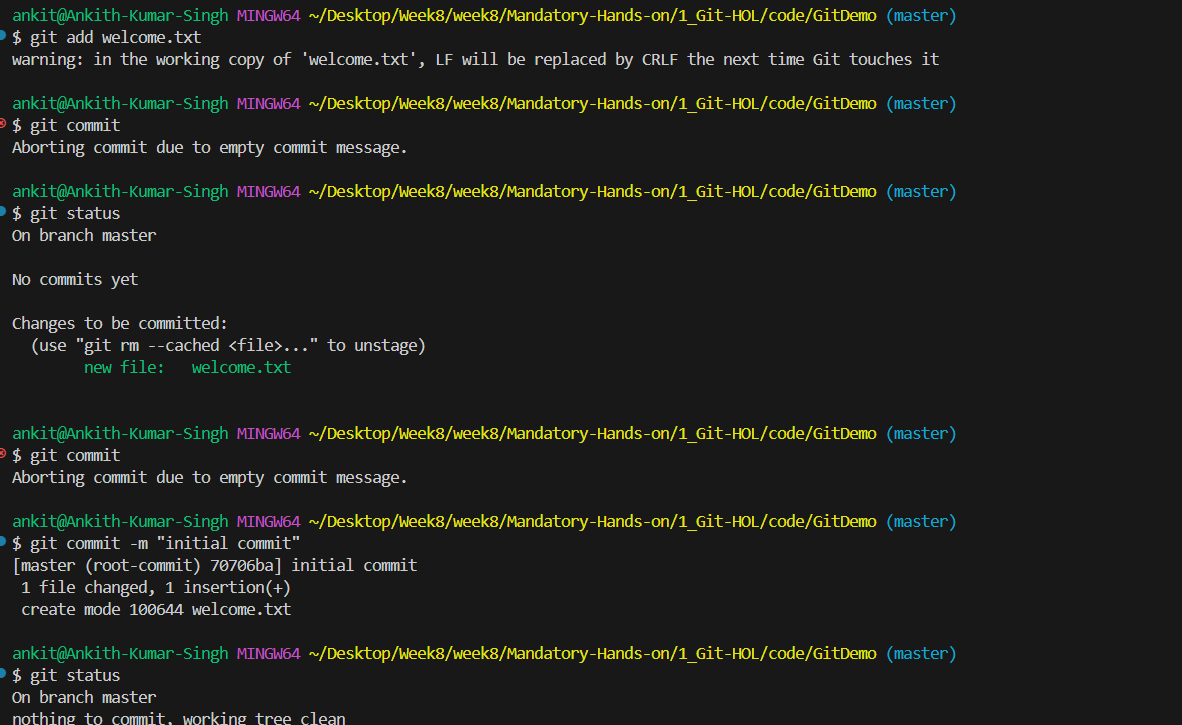 ankit@Ankith-Kumar-Singh MINGW64 ~/Desktop/Week8/week8/Mandatory-Hands-on/1_Git-HOL/code/GitDemo (master)
$ git add welcome.txt
warning: in the working copy of 'welcome.txt', LF will be replaced by CRLF the next time Git touches it
ankit@Ankith-Kumar-Singh MINGW64 ~/Desktop/Week8/week8/Mandatory-Hands-on/1_Git-HOL/code/GitDemo (master)
$ git commit
Aborting commit due to empty commit message.
ankit@Ankith-Kumar-Singh MINGW64 ~/Desktop/Week8/week8/Mandatory-Hands-on/1_Git-HOL/code/GitDemo (master)
$ git status
On branch master
No commits yet
Changes to be committed:
  (use "git rm --cached <file>..." to unstage)
        new file:   welcome.txt
ankit@Ankith-Kumar-Singh MINGW64 ~/Desktop/Week8/week8/Mandatory-Hands-on/1_Git-HOL/code/GitDemo (master)
$ git commit
Aborting commit due to empty commit message.
ankit@Ankith-Kumar-Singh MINGW64 ~/Desktop/Week8/week8/Mandatory-Hands-on/1_Git-HOL/code/GitDemo (master)
$ git commit -m "initial commit"
[master (root-commit) 70706ba] initial commit
 1 file changed, 1 insertion(+)
 create mode 100644 welcome.txt
ankit@Ankith-Kumar-Singh MINGW64 ~/Desktop/Week8/week8/Mandatory-Hands-on/1_Git-HOL/code/GitDemo (master)
$ git status
On branch master
nothing to commit, working tree clean